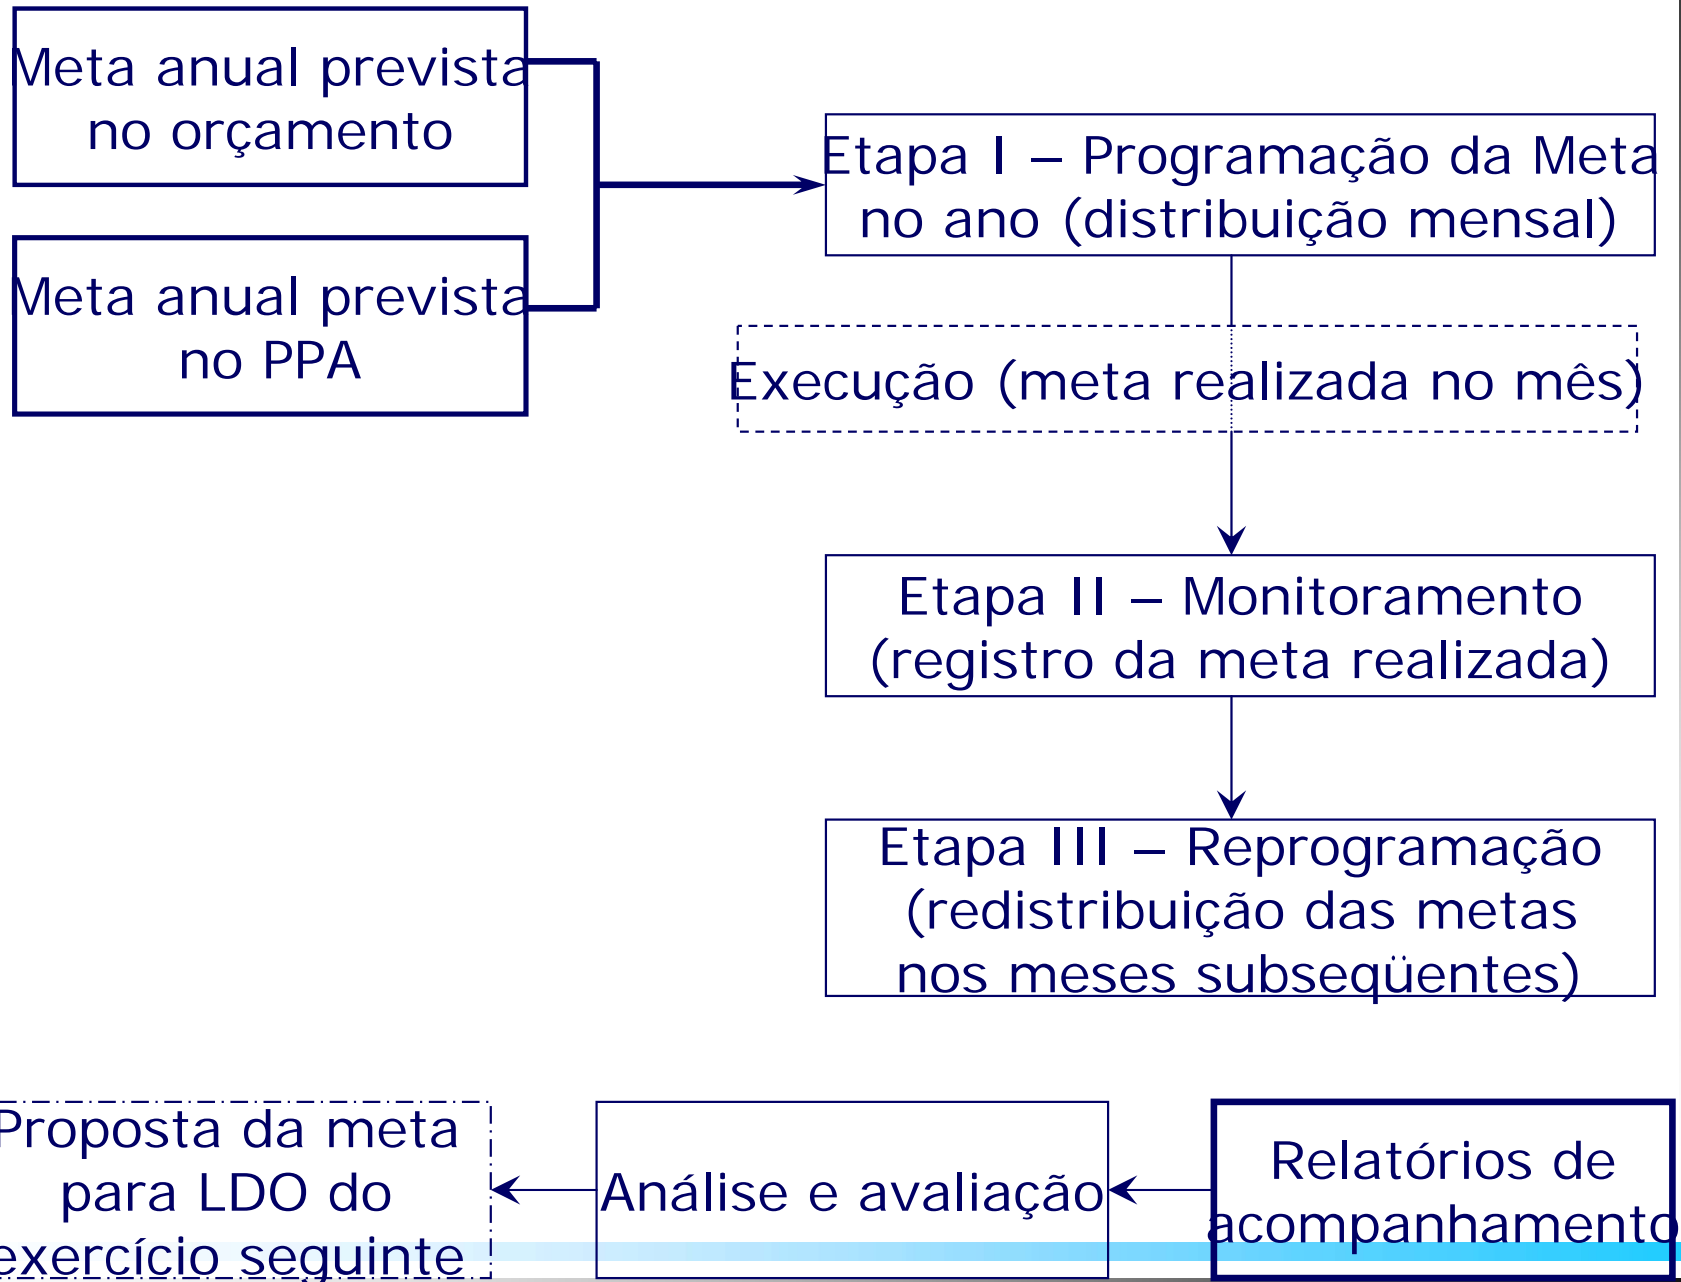 Meta anual prevista
no orçamento
Meta anual prevista
no PPA
Etapa I – Programação da Meta
no ano (distribuição mensal)
Execução (meta realizada no mês)
Etapa II – Monitoramento
(registro da meta realizada)
Etapa III – Reprogramação
(redistribuição das metas
nos meses subseqüentes)
Proposta da meta
para LDO do
exercício seguinte
Análise e avaliação
Relatórios de
acompanhamento